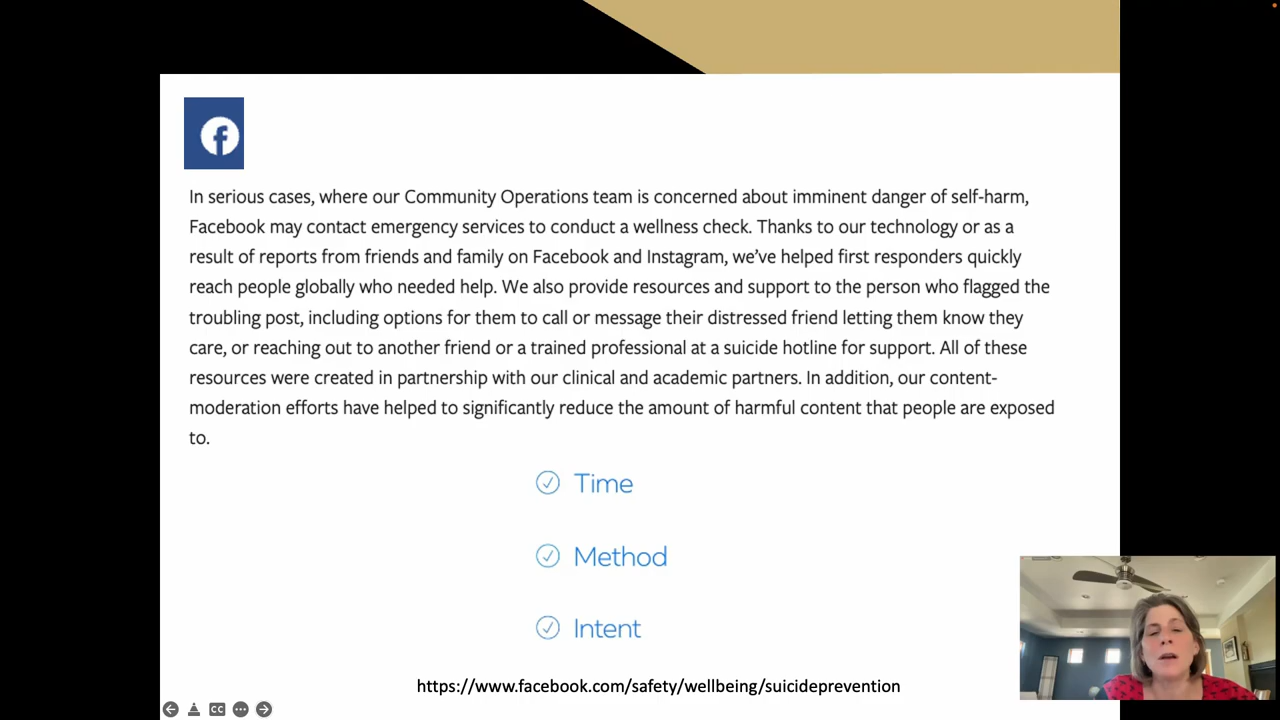 In serious cases, where our Community Operations team is concerned about imminent danger of self-harm,
Facebook may contact emergency services to conduct a wellness check. Thanks to our technology or as a
result of reports from friends and family on Facebook and Instagram, we’ve helped first responders quickly
reach people globally who needed help. We also provide resources and support to the person who flagged the
troubling post, including options for them to call or message their distressed friend letting them know they
care, or reaching out to another friend or a trained professional at a suicide hotline for support. All of these
resources were created in partnership with our clinical and academic partners. In addition, our content-
moderation efforts have helped to significantly reduce the amount of harmful content that people are exposed
to.
Time
Method
Intent
https://www.facebook.com/safety/wellbeing/suicideprevention
CC